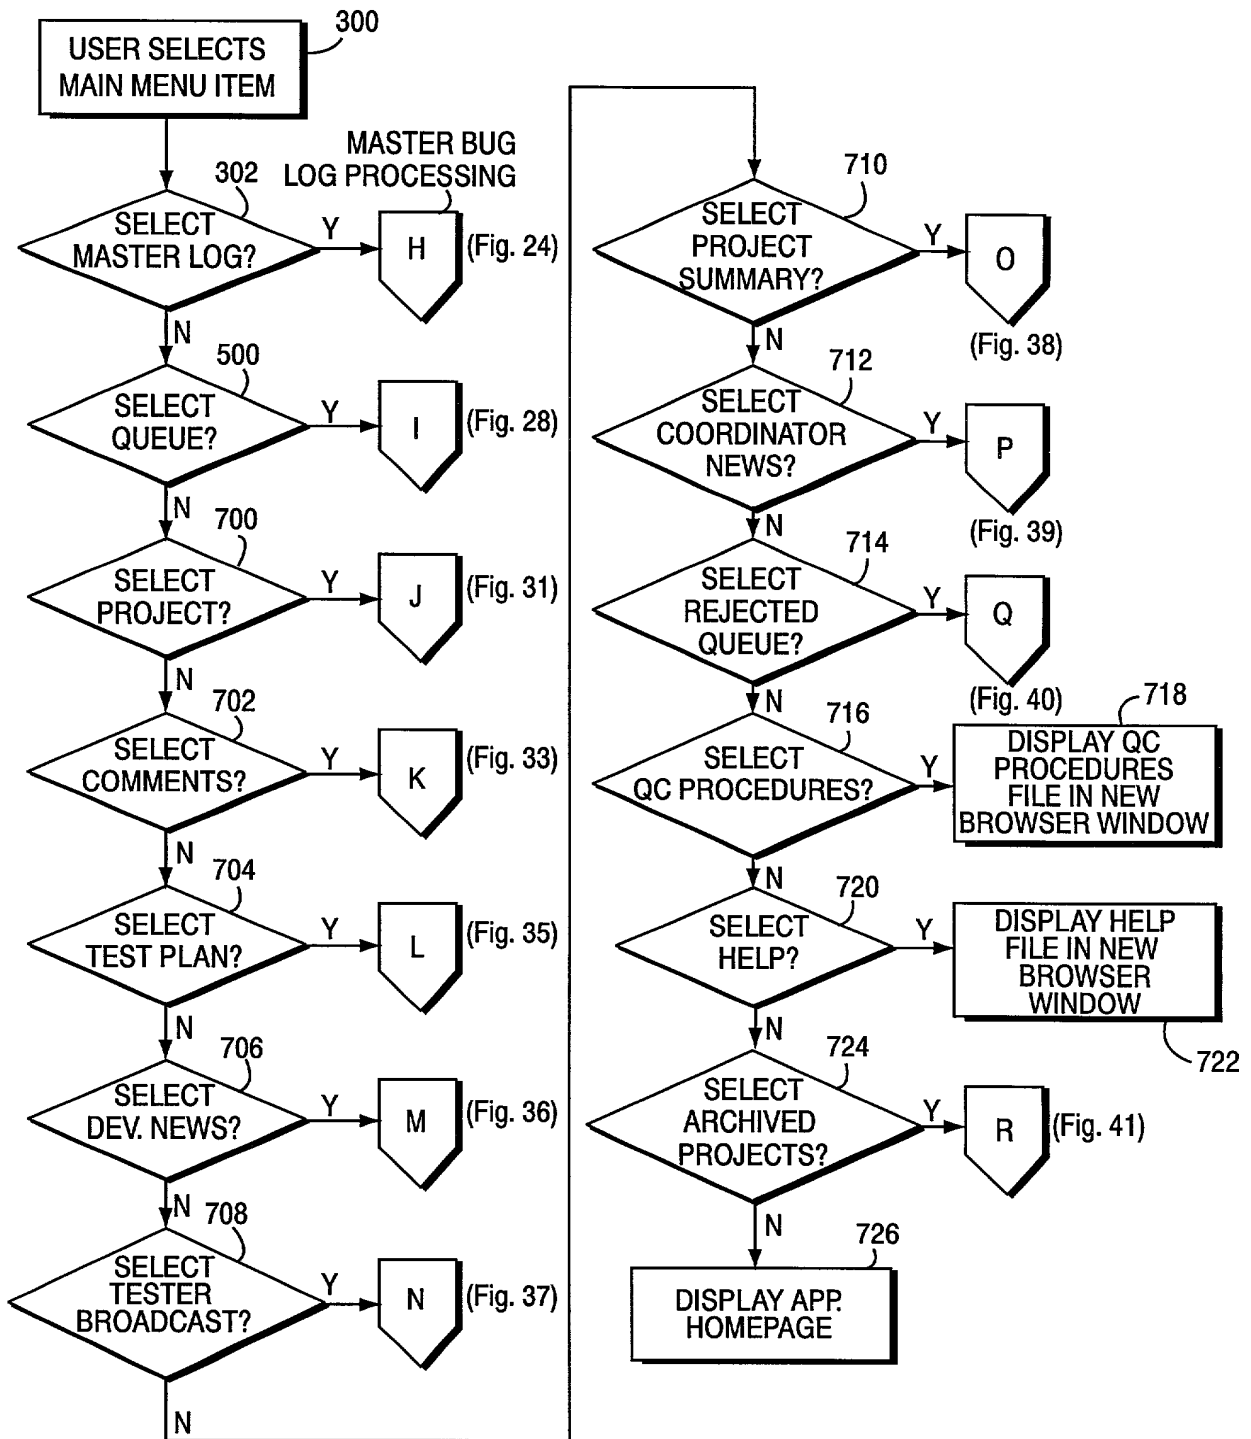 300
USER SELECTS
MAIN MENU ITEM
MASTER BUG
LOG PROCESSING
302
SELECT
MASTER LOG?
Y
H
(Fig. 24)
N
500
SELECT
QUEUE?
Y
I
(Fig. 28)
N
700
SELECT
PROJECT?
Y
J
(Fig. 31)
N
702
SELECT
COMMENTS?
Y
K
(Fig. 33)
N
704
SELECT
TEST PLAN?
Y
L
(Fig. 35)
N
706
SELECT
DEV. NEWS?
Y
M
(Fig. 36)
N
708
SELECT
TESTER
BROADCAST?
Y
N
(Fig. 37)
N
710
SELECT
PROJECT
SUMMARY?
Y
O
(Fig. 38)
N
712
SELECT
COORDINATOR
NEWS?
Y
P
(Fig. 39)
N
714
SELECT
REJECTED
QUEUE?
Y
Q
(Fig. 40)
N
716
SELECT
QC PROCEDURES?
Y
718
DISPLAY QC
PROCEDURES
FILE IN NEW
BROWSER WINDOW
N
720
SELECT
HELP?
Y
DISPLAY HELP
FILE IN NEW
BROWSER
WINDOW
722
N
724
SELECT
ARCHIVED
PROJECTS?
Y
R
(Fig. 41)
N
726
DISPLAY APP.
HOMEPAGE